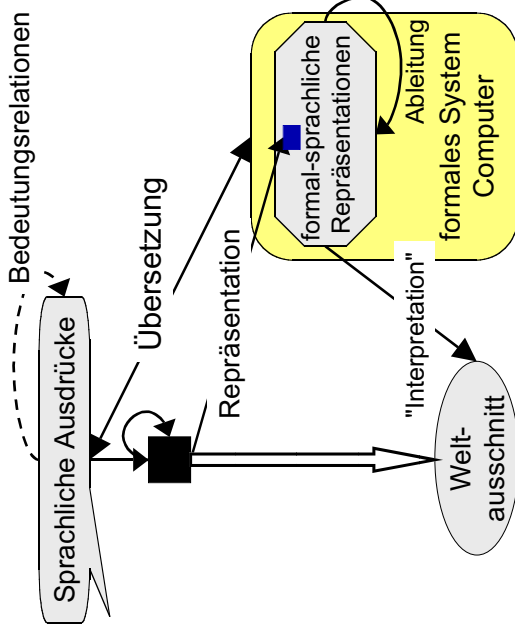 Bedeutungsrelationen
Sprachliche Ausdrücke
Übersetzung
Repräsentation
formal-sprachliche
Repräsentationen
Ableitung
formales System
Computer
"Interpretation"
Welt-
ausschnitt